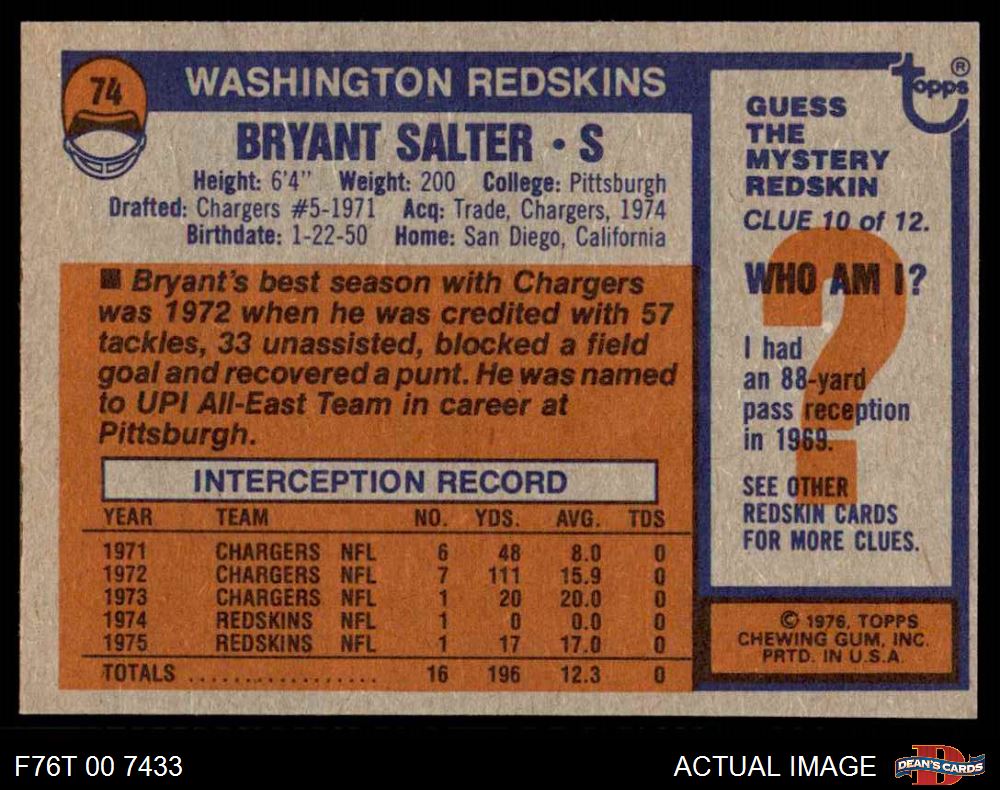 74
WASHINGTON REDSKINS
BRYANT SALTER • S
Height: 6'4" Weight: 200 College: Pittsburgh
Drafted: Chargers #5-1971 Acq: Trade, Chargers, 1974
Birthdate: 1-22-50 Home: San Diego, California
■ Bryant's best season with Chargers
was 1972 when he was credited with 57
tackles, 33 unassisted, blocked a field
goal and recovered a punt. He was named
to UPI All-East Team in career at
Pittsburgh.
INTERCEPTION RECORD
YEAR TEAM NO. YDS. AVG. TDS
1971 CHARGERS NFL 6 48 8.0 0
1972 CHARGERS NFL 7 111 15.9 0
1973 CHARGERS NFL 1 20 20.0 0
1974 REDSKINS NFL 1 0 0.0 0
1975 REDSKINS NFL 1 17 17.0 0
TOTALS .................. 16 196 12.3 0
topps®
GUESS
THE
MYSTERY
REDSKIN
CLUE 10 of 12.
?
WHO AM I?
I had
an 88-yard
pass reception
in 1969.
SEE OTHER
REDSKIN CARDS
FOR MORE CLUES.
© 1976, TOPPS
CHEWING GUM, INC.
PRTD. IN U.S.A.
F76T 00 7433
ACTUAL IMAGE
D
DEAN'S CARDS